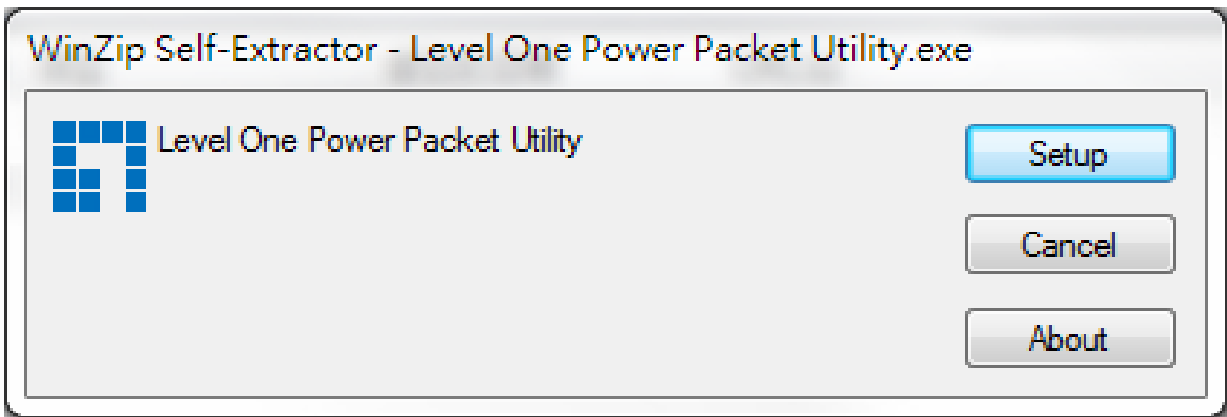 WinZip Self-Extractor - Level One Power Packet Utility.exe
Level One Power Packet Utility
Setup
Cancel
About